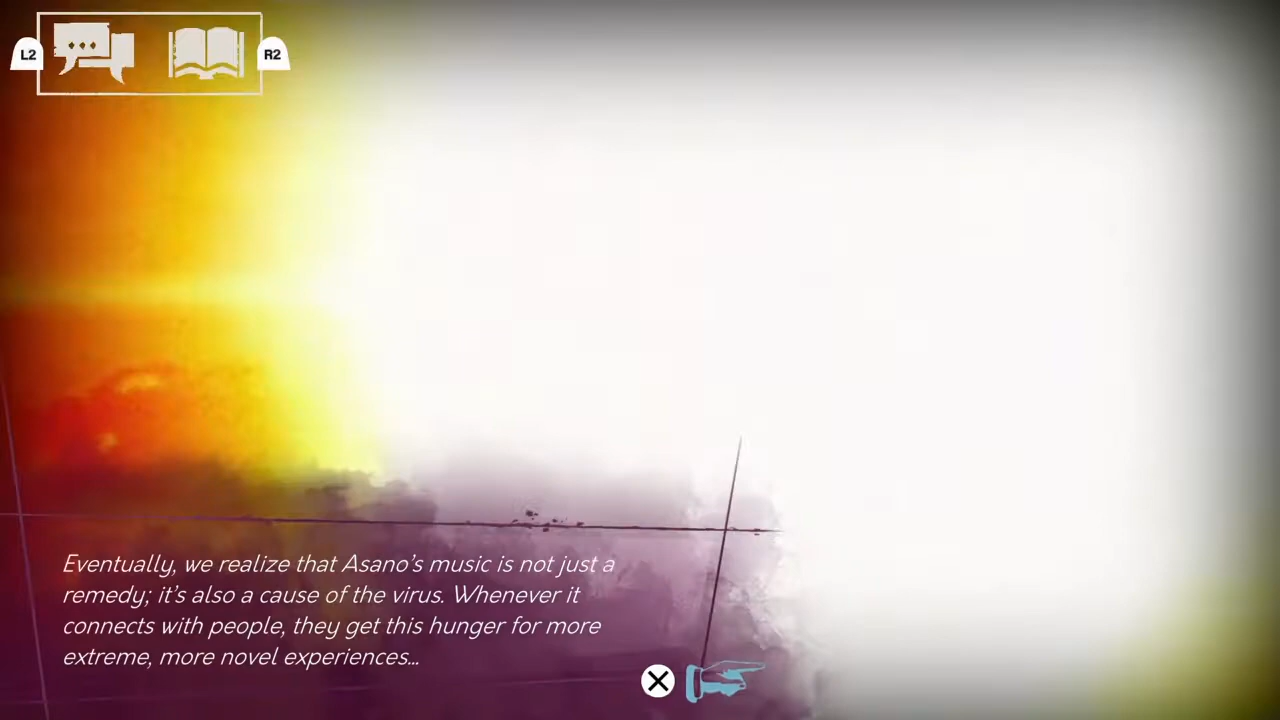 L2
R2
Eventually, we realize that Asano's music is not just a
remedy; it's also a cause of the virus. Whenever it
connects with people, they get this hunger for more
extreme, more novel experiences...